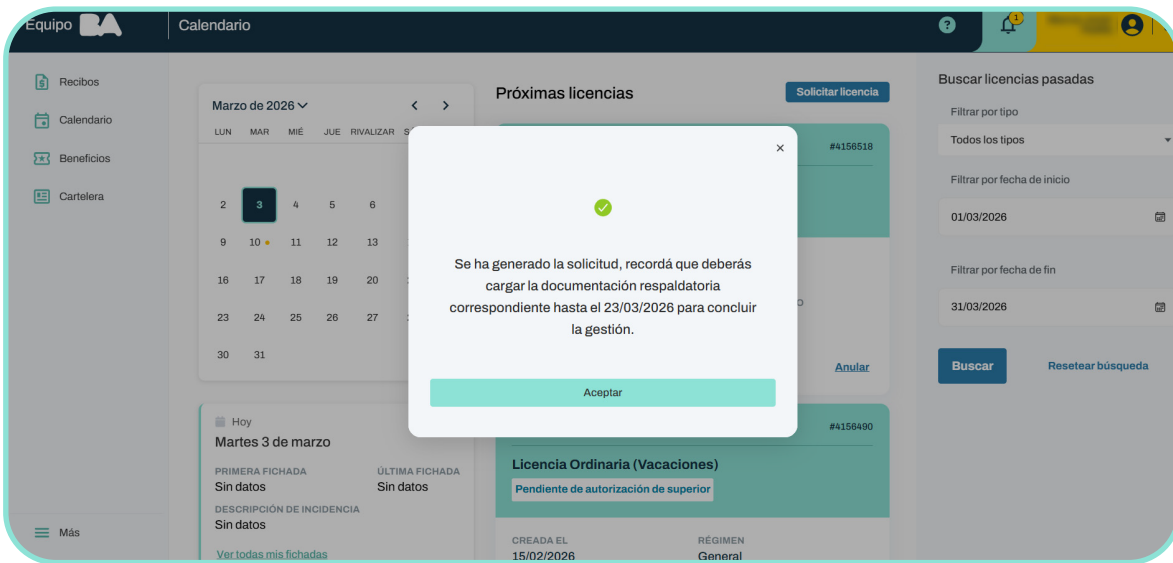 Equipo BA
Calendario
?
1
Recibos
Calendario
Beneficios
Cartelera
Más
Marzo de 2026
LUN MAR MIÉ JUE RIVALIZAR S
2 3 4 5 6
9 10 11 12 13
16 17 18 19 20
23 24 25 26 27
30 31
Hoy
Martes 3 de marzo
PRIMERA FICHADA ÚLTIMA FICHADA
Sin datos Sin datos
DESCRIPCIÓN DE INCIDENCIA
Sin datos
Ver todas mis fichadas
Próximas licencias
Solicitar licencia
#4156518
Anular
Se ha generado la solicitud, recordá que deberás
cargar la documentación respaldatoria
correspondiente hasta el 23/03/2026 para concluir
la gestión.
Aceptar
#4156490
Licencia Ordinaria (Vacaciones)
Pendiente de autorización de superior
CREADA EL RÉGIMEN
15/02/2026 General
Buscar licencias pasadas
Filtrar por tipo
Todos los tipos
Filtrar por fecha de inicio
01/03/2026
Filtrar por fecha de fin
31/03/2026
Buscar Resetear búsqueda